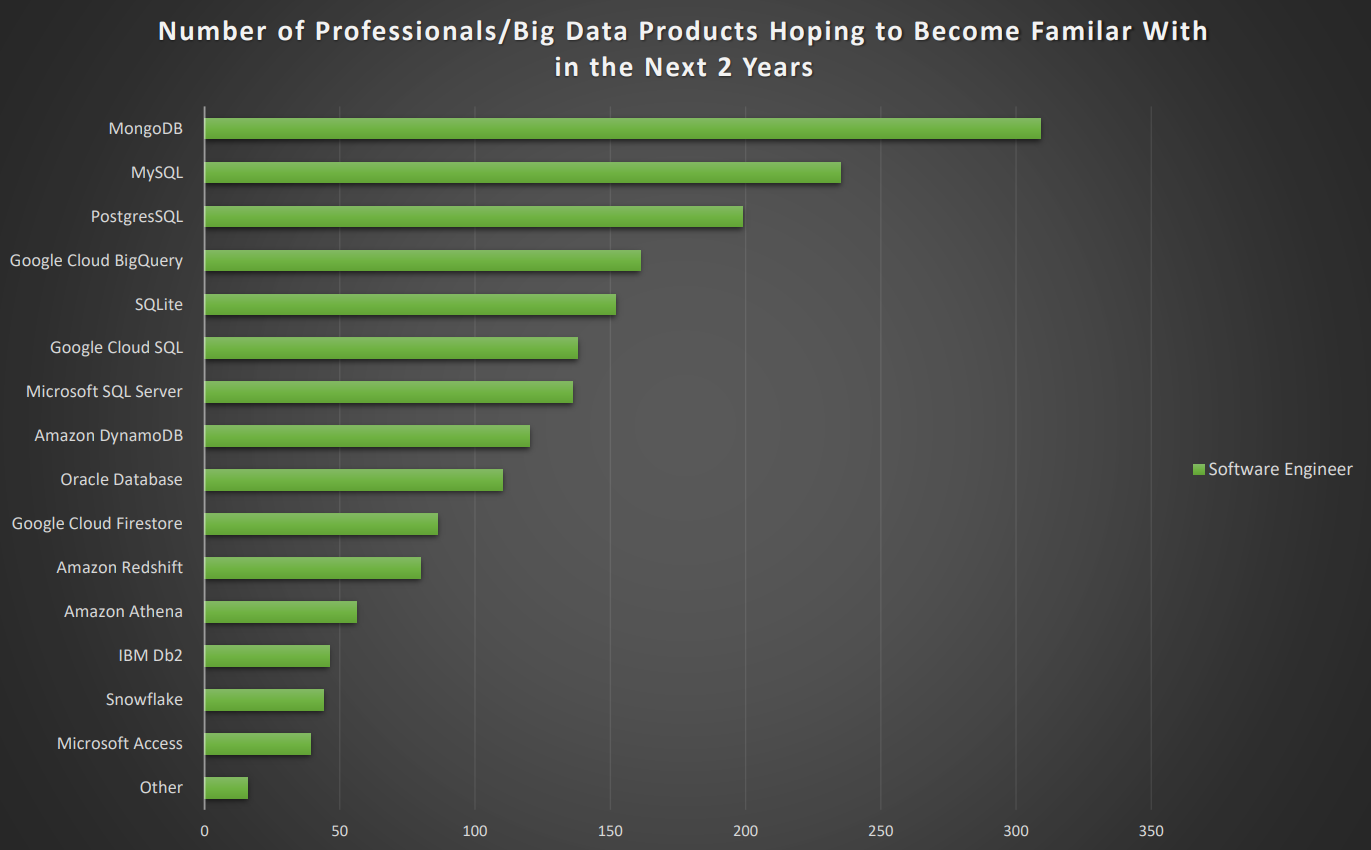 Number of Professionals/Big Data Products Hoping to Become Familar With
in the Next 2 Years
MongoDB
MySQL
PostgresSQL
Google Cloud BigQuery
SQLite
Google Cloud SQL
Microsoft SQL Server
Amazon DynamoDB
Oracle Database
Google Cloud Firestore
Amazon Redshift
Amazon Athena
IBM Db2
Snowflake
Microsoft Access
Other
0 50 100 150 200 250 300 350
Software Engineer